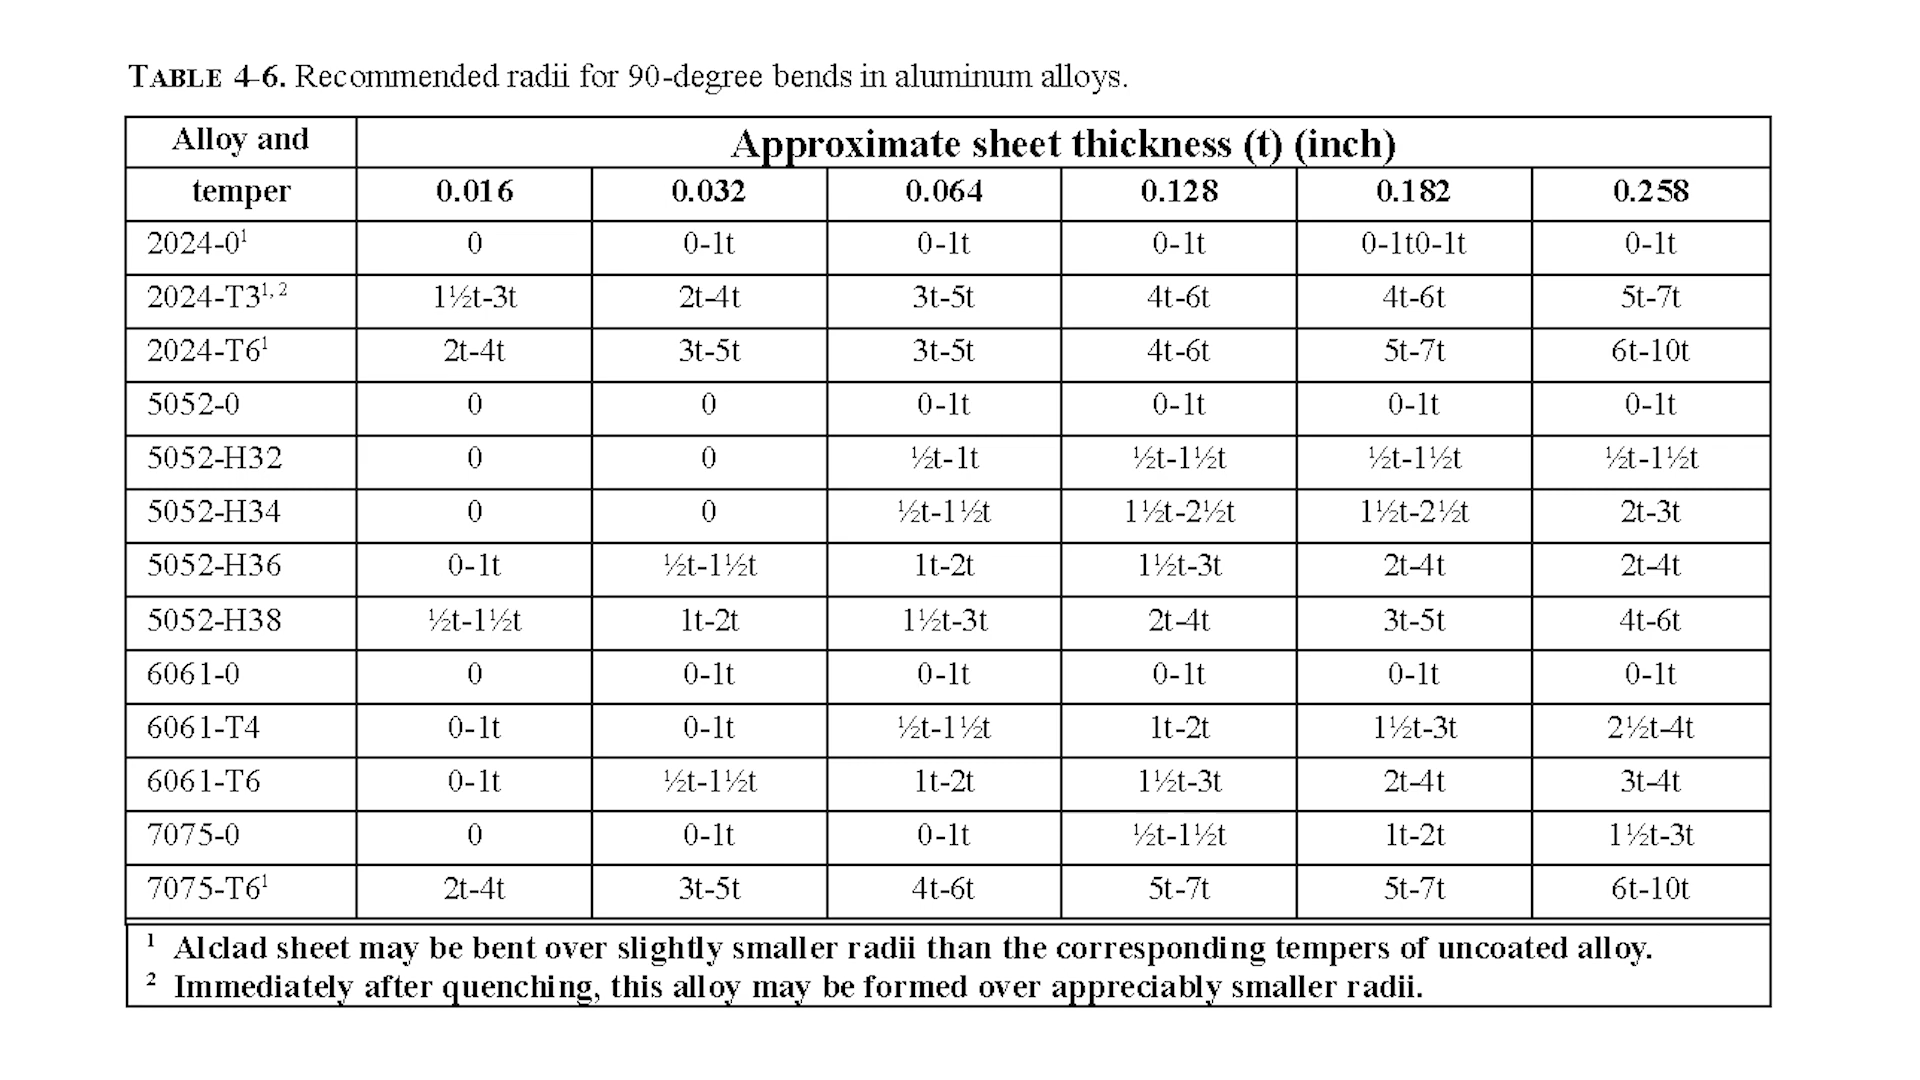 TABLE 4-6. Recommended radii for 90-degree bends in aluminum alloys.
Alloy and Approximate sheet thickness (t) (inch)
temper 0.016 0.032 0.064 0.128 0.182 0.258
2024-0¹ 0 0-1t 0-1t 0-1t 0-1t0-1t 0-1t
2024-T3¹,² 1½t-3t 2t-4t 3t-5t 4t-6t 4t-6t 5t-7t
2024-T6¹ 2t-4t 3t-5t 3t-5t 4t-6t 5t-7t 6t-10t
5052-0 0 0 0-1t 0-1t 0-1t 0-1t
5052-H32 0 0 ½t-1t ½t-1½t ½t-1½t ½t-1½t
5052-H34 0 0 ½t-1½t 1½t-2½t 1½t-2½t 2t-3t
5052-H36 0-1t ½t-1½t 1t-2t 1½t-3t 2t-4t 2t-4t
5052-H38 ½t-1½t 1t-2t 1½t-3t 2t-4t 3t-5t 4t-6t
6061-0 0 0-1t 0-1t 0-1t 0-1t 0-1t
6061-T4 0-1t 0-1t ½t-1½t 1t-2t 1½t-3t 2½t-4t
6061-T6 0-1t ½t-1½t 1t-2t 1½t-3t 2t-4t 3t-4t
7075-0 0 0-1t 0-1t ½t-1½t 1t-2t 1½t-3t
7075-T6¹ 2t-4t 3t-5t 4t-6t 5t-7t 5t-7t 6t-10t
¹ Alclad sheet may be bent over slightly smaller radii than the corresponding tempers of uncoated alloy.
² Immediately after quenching, this alloy may be formed over appreciably smaller radii.